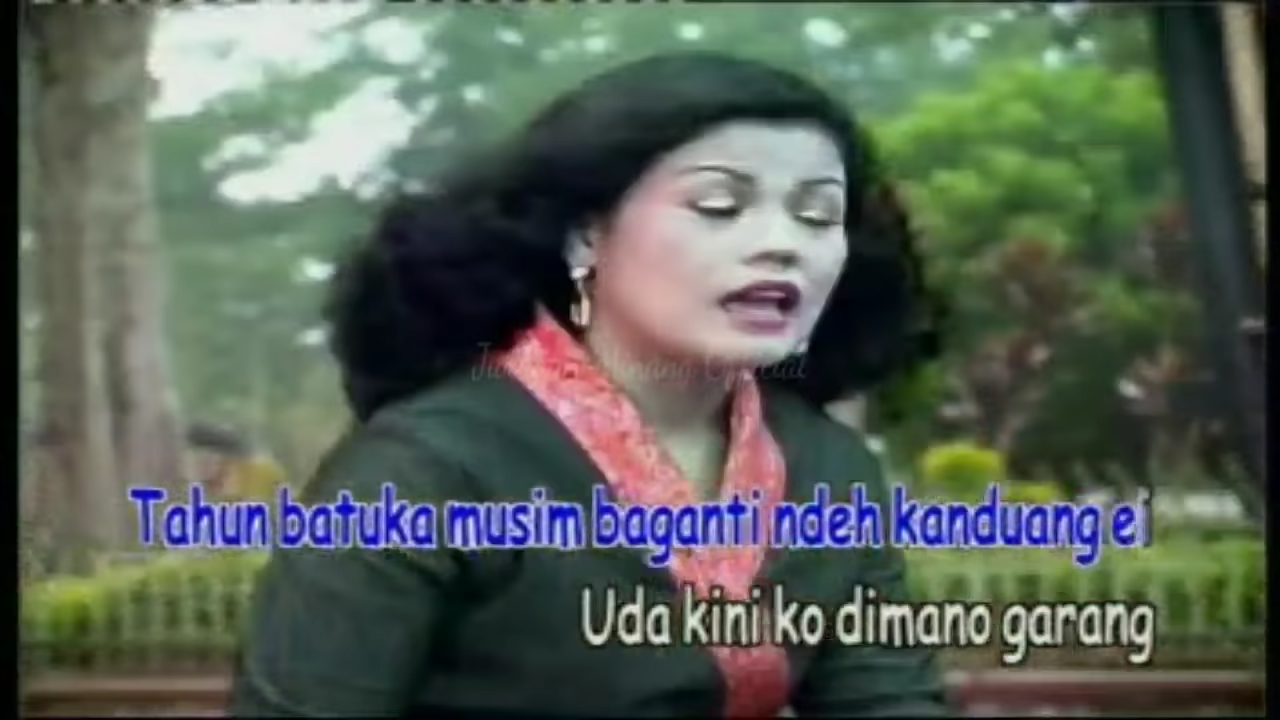 Tahun batuka musim baganti ndeh kanduang ei
Uda kini ko dimano garang